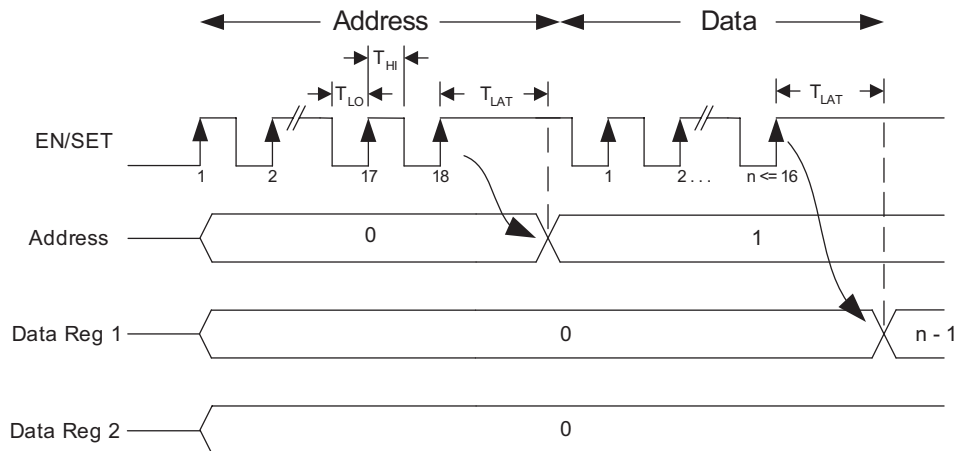 Address Data
T_HI
T_LO T_LAT T_LAT
EN/SET
1 2 17 18 1 2 . . . n <= 16
Address 0 1
Data Reg 1 0 n - 1
Data Reg 2 0